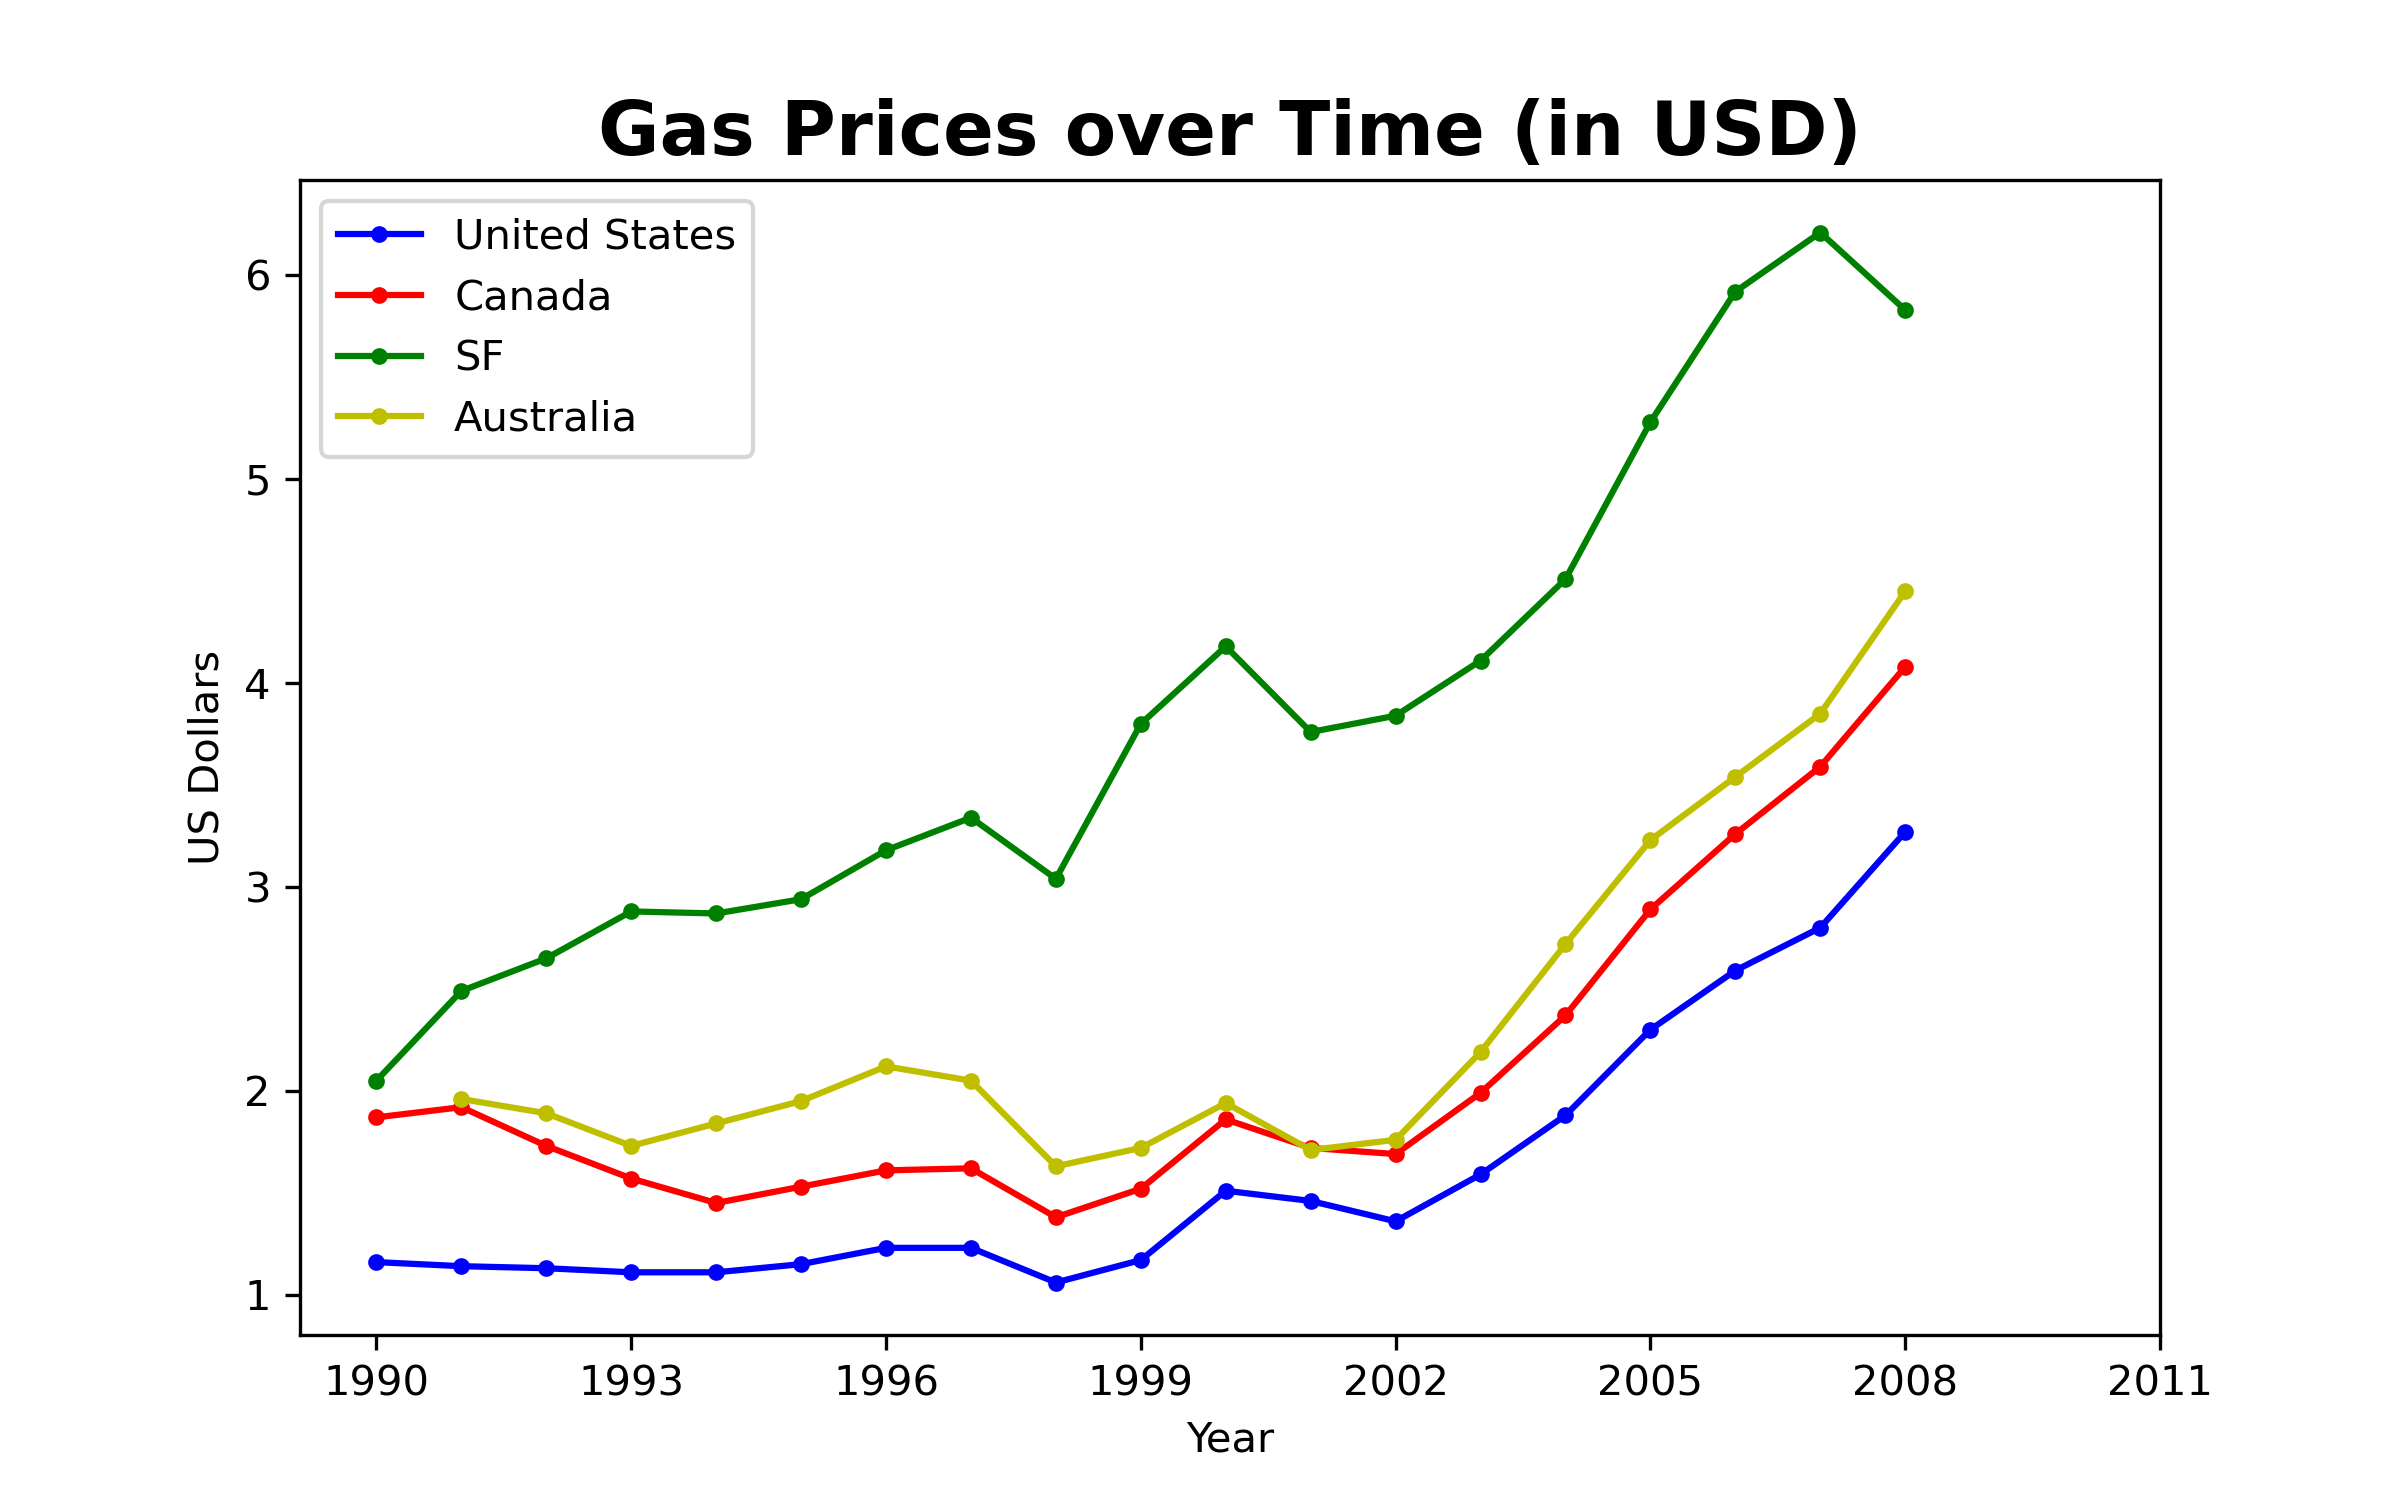 Gas Prices over Time (in USD)
United States
Canada
SF
Australia
6
5
4
3
2
1
US Dollars
1990 1993 1996 1999 2002 2005 2008 2011
Year